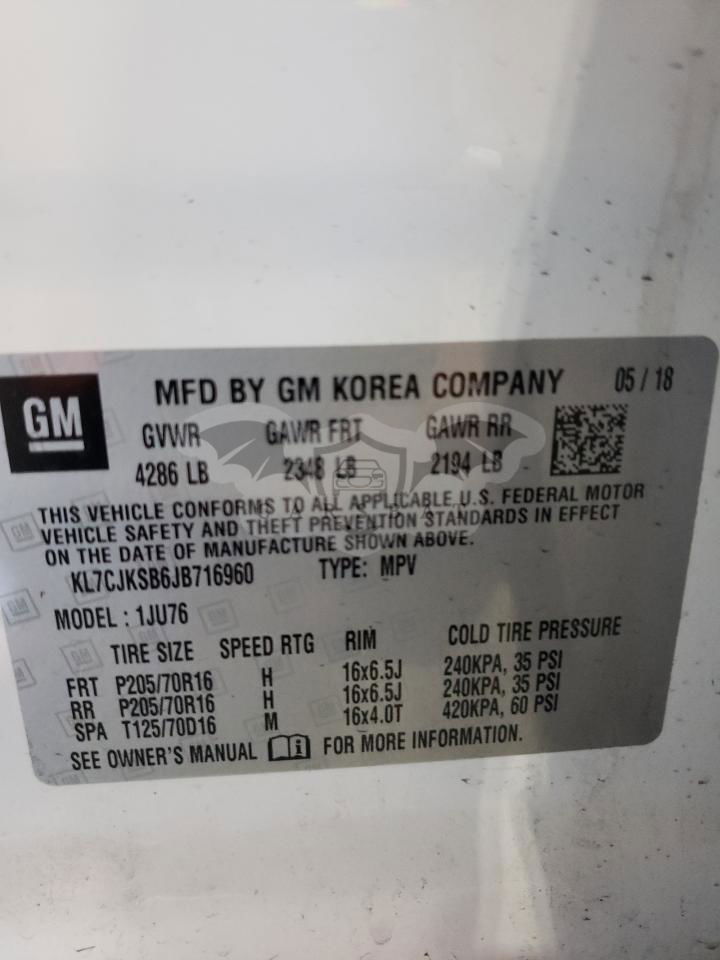 GM
MFD BY GM KOREA COMPANY 05 / 18
GVWR GAWR FRT GAWR RR
4286 LB 2348 LB 2194 LB
THIS VEHICLE CONFORMS TO ALL APPLICABLE U.S. FEDERAL MOTOR
VEHICLE SAFETY AND THEFT PREVENTION STANDARDS IN EFFECT
ON THE DATE OF MANUFACTURE SHOWN ABOVE.
KL7CJKSB6JB716960 TYPE: MPV
MODEL : 1JU76
TIRE SIZE SPEED RTG RIM COLD TIRE PRESSURE
FRT P205/70R16 H 16x6.5J 240KPA, 35 PSI
RR P205/70R16 H 16x6.5J 240KPA, 35 PSI
SPA T125/70D16 M 16x4.0T 420KPA, 60 PSI
SEE OWNER'S MANUAL FOR MORE INFORMATION.